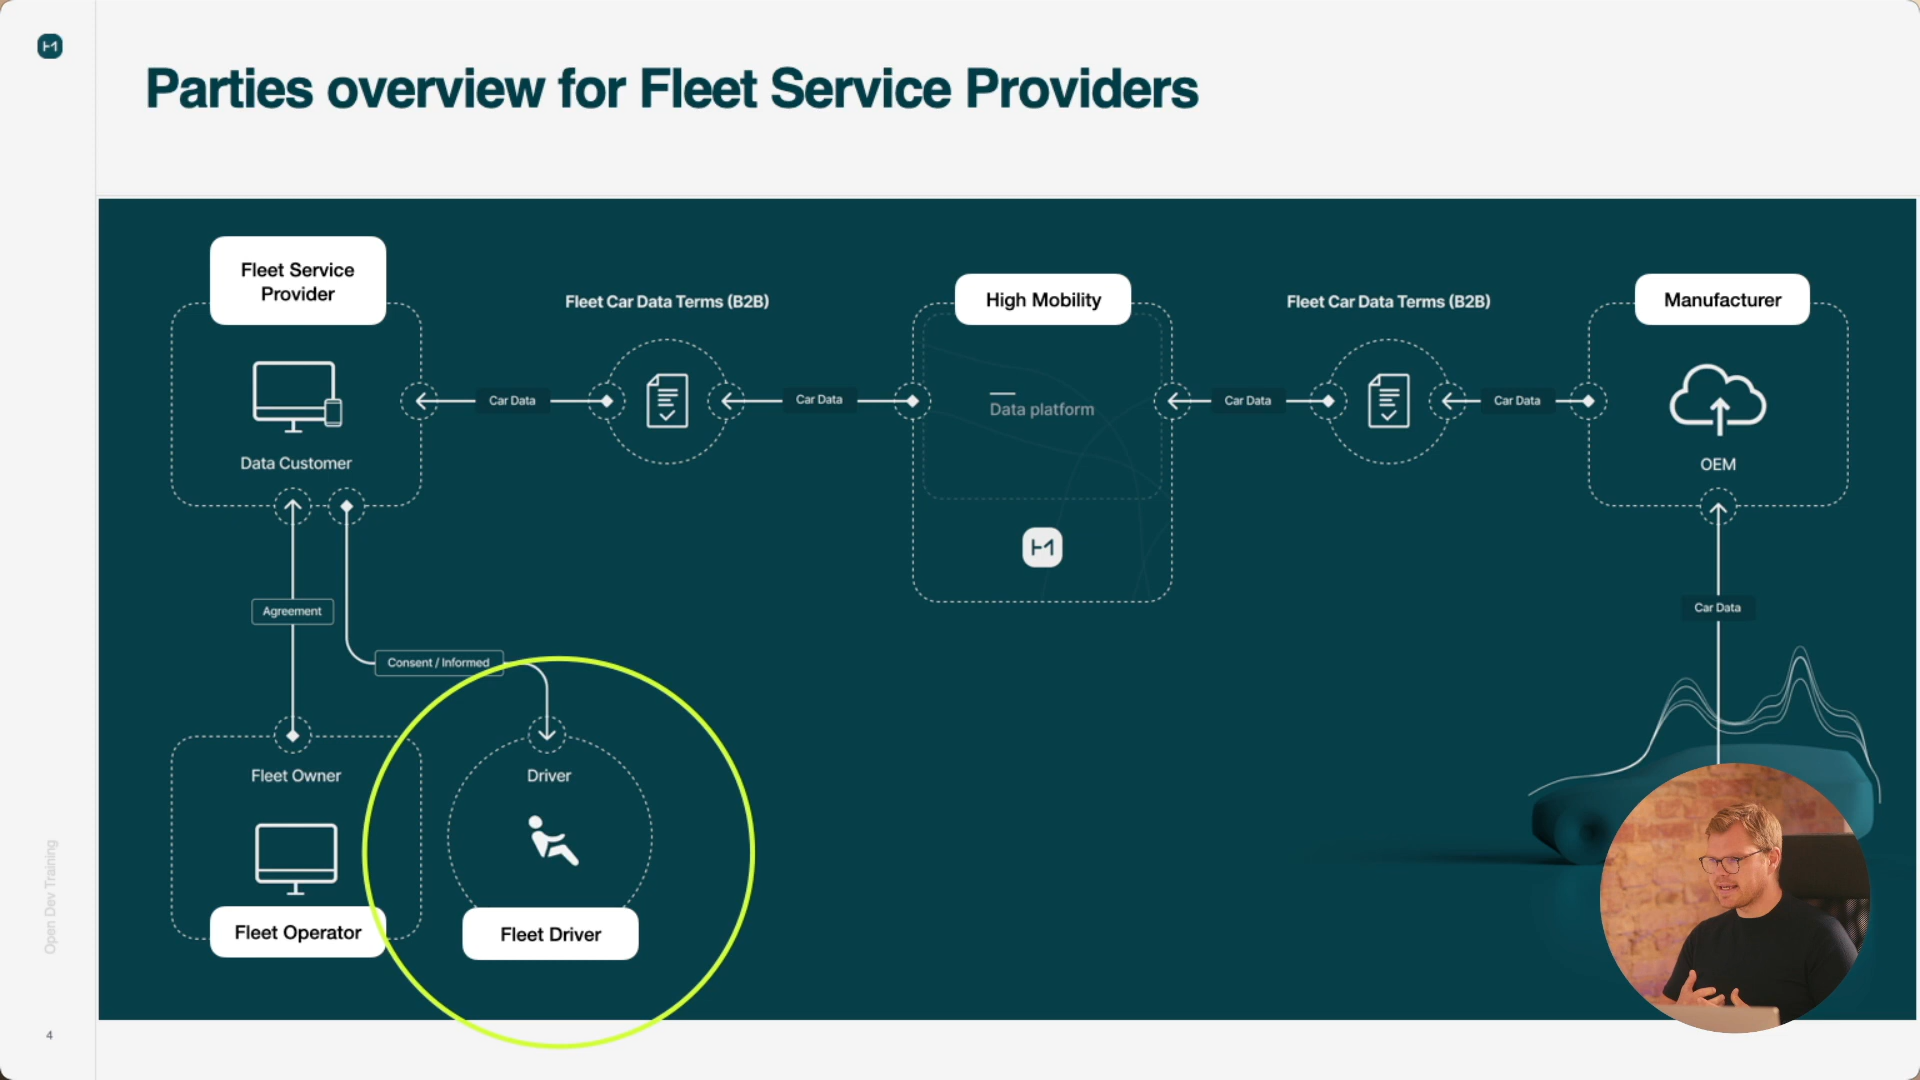 Parties overview for Fleet Service Providers
Fleet Service
Provider
Data Customer
Fleet Car Data Terms (B2B)
High Mobility
Data platform
Fleet Car Data Terms (B2B)
Manufacturer
OEM
Car Data
Car Data
Car Data
Car Data
Agreement
Consent / Informed
Car Data
Fleet Owner
Fleet Operator
Driver
Fleet Driver
Open Dev Training
4